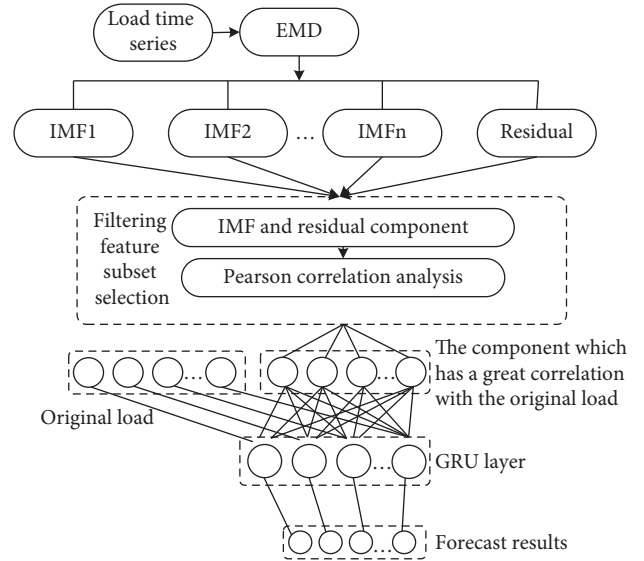 Load time
series
EMD
IMF1
IMF2
...
IMFn
Residual
Filtering
feature
subset
selection
IMF and residual component
Pearson correlation analysis
...
...
The component which
has a great correlation
with the original load
Original load
...
GRU layer
...
Forecast results